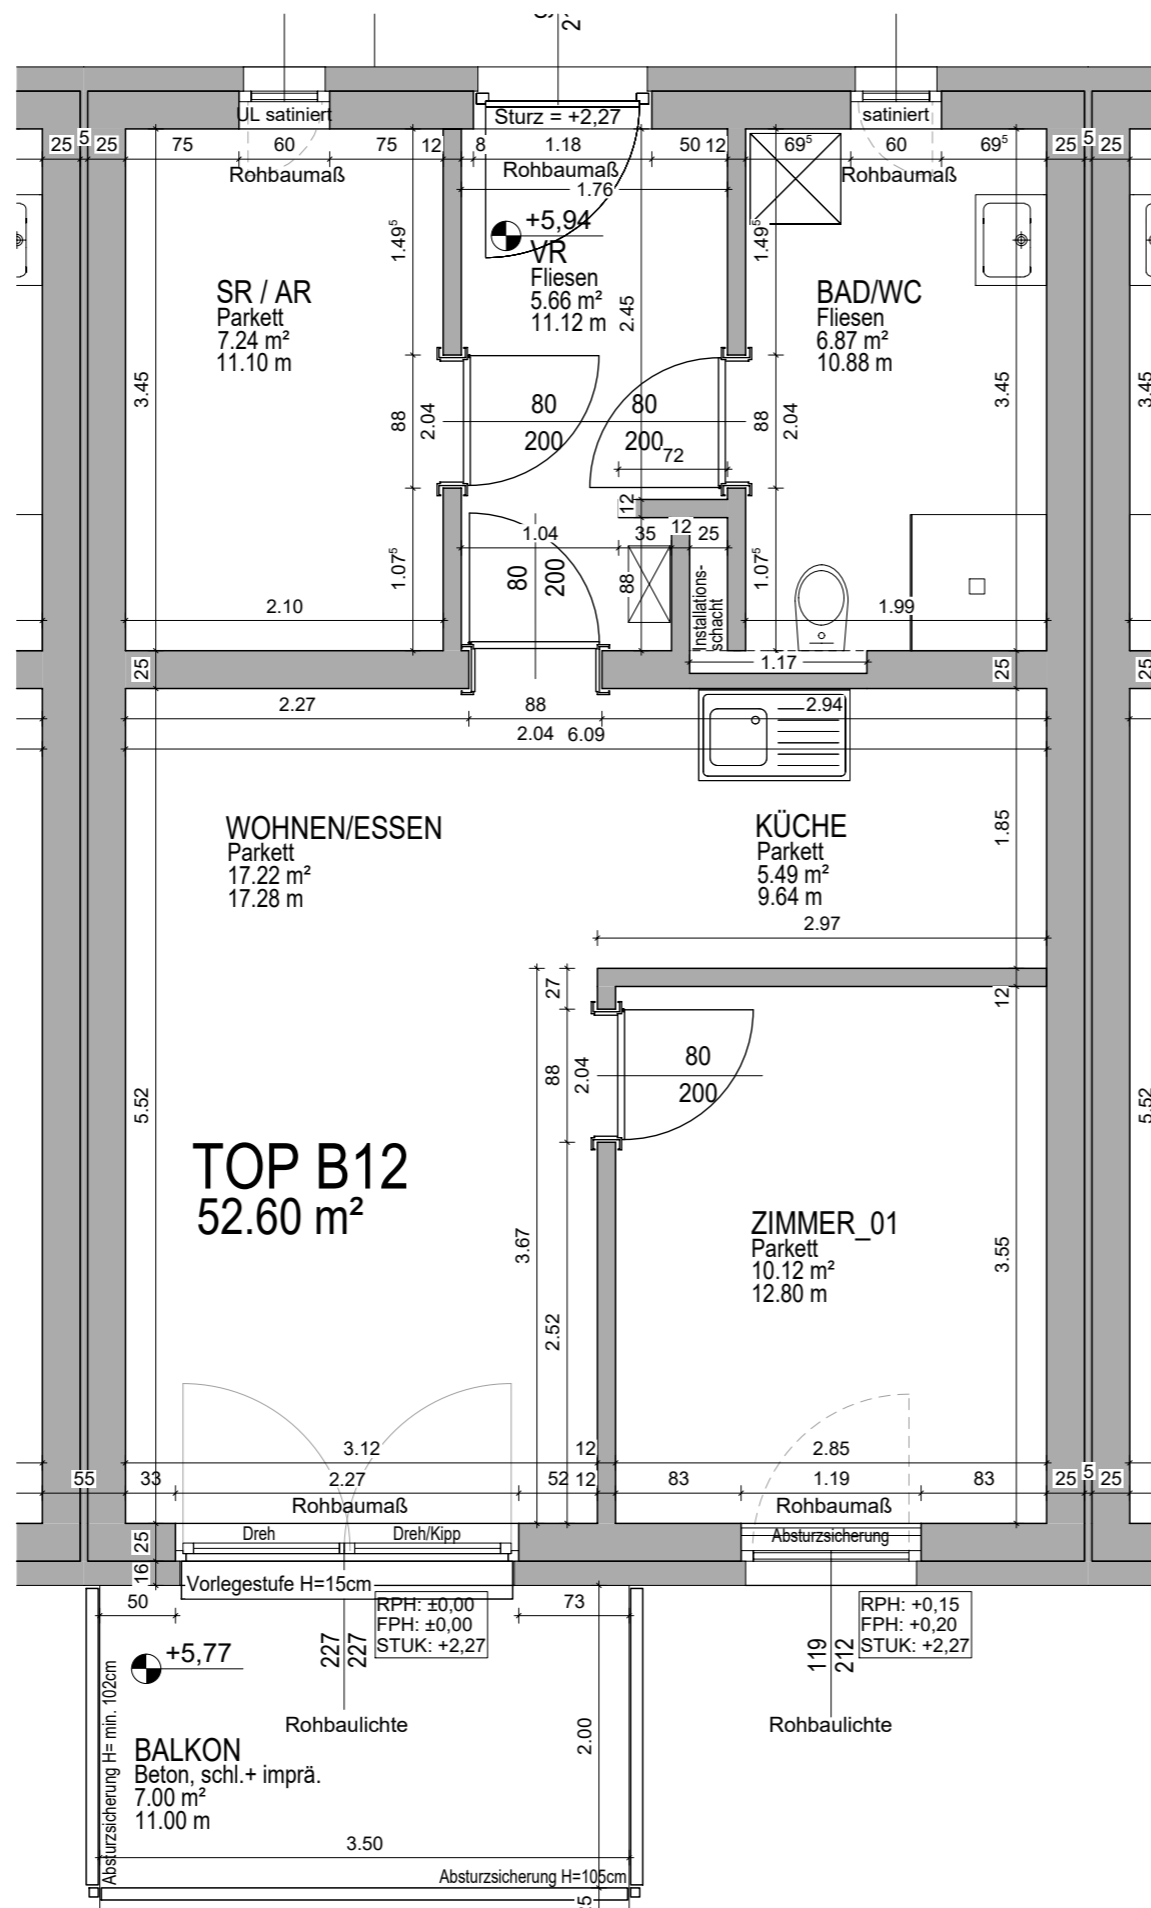 UL satiniert
Sturz = +2,27
satiniert
25 5 25 75 60 75 12 8 1.18 50 12 69⁵ 60 69⁵ 25 5 25
Rohbaumaß
Rohbaumaß
Rohbaumaß
1.76
+5,94
VR
Fliesen
5.66 m²
11.12 m
1.49⁵
2.45
1.49⁵
SR / AR
Parkett
7.24 m²
11.10 m
BAD/WC
Fliesen
6.87 m²
10.88 m
3.45
3.45
3.45
88
2.04
80
200
80
200
88
2.04
72
12
1.04
35
12
25
80
200
88
Installations-
schacht
1.07⁵
1.07⁵
2.10
1.99
1.17
25
25
25
2.27
88
2.94
2.04
6.09
WOHNEN/ESSEN
Parkett
17.22 m²
17.28 m
KÜCHE
Parkett
5.49 m²
9.64 m
1.85
2.97
27
12
88
2.04
80
200
5.52
5.52
TOP B12
52.60 m²
3.67
2.52
ZIMMER_01
Parkett
10.12 m²
12.80 m
3.55
3.12
12
2.85
55
33
2.27
52
12
83
1.19
83
25
5
25
Rohbaumaß
Rohbaumaß
Dreh
Dreh/Kipp
Absturzsicherung
25
16
Vorlegestufe H=15cm
50
73
RPH: ±0,00
FPH: ±0,00
STUK: +2,27
RPH: +0,15
FPH: +0,20
STUK: +2,27
227
227
119
212
+5,77
Rohbaulichte
Rohbaulichte
Absturzsicherung H= min. 102cm
BALKON
Beton, schl.+ imprä.
7.00 m²
11.00 m
2.00
3.50
Absturzsicherung H=105cm